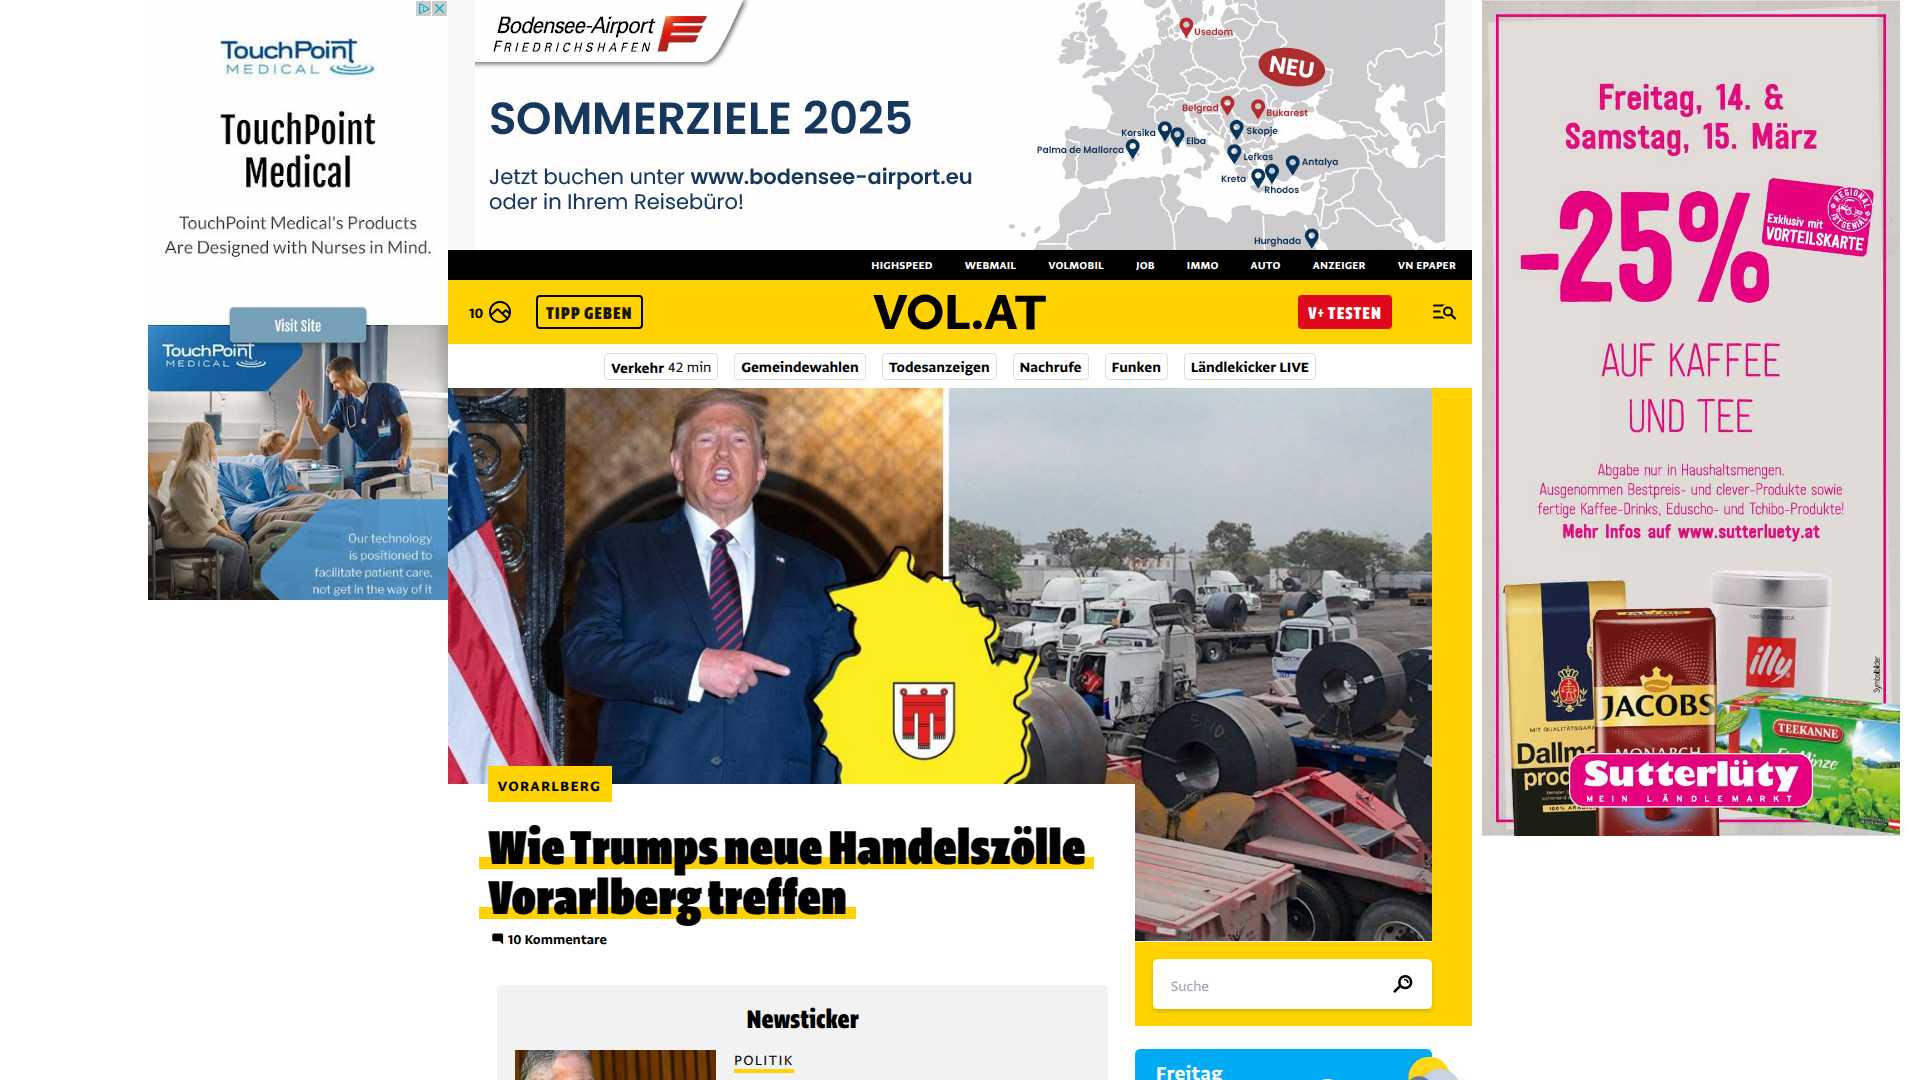 TouchPoint
MEDICAL
TouchPoint
Medical
TouchPoint Medical's Products
Are Designed with Nurses in Mind.
Visit Site
TouchPoint
MEDICAL
Our technology
is positioned to
facilitate patient care,
not get in the way of it
Bodensee-Airport
FRIEDRICHSHAFEN
SOMMERZIELE 2025
Jetzt buchen unter www.bodensee-airport.eu
oder in Ihrem Reisebüro!
Usedom
NEU
Belgrad
Bukarest
Korsika
Elba
Skopje
Palma de Mallorca
Lefkas
Antalya
Kreta
Rhodos
Hurghada
HIGHSPEED WEBMAIL VOLMOBIL JOB IMMO AUTO ANZEIGER VN EPAPER
10 TIPP GEBEN VOL.AT V+ TESTEN
Verkehr 42 min Gemeindewahlen Todesanzeigen Nachrufe Funken Ländlekicker LIVE
VORARLBERG
Wie Trumps neue Handelszölle
Vorarlberg treffen
10 Kommentare
Suche
Newsticker
POLITIK
Freitag
Freitag, 14. &
Samstag, 15. März
-25%
Exklusiv mit
VORTEILSKARTE
REGIONAL
IST GENIAL
AUF KAFFEE
UND TEE
Abgabe nur in Haushaltsmengen.
Ausgenommen Bestpreis- und clever-Produkte sowie
fertige Kaffee-Drinks, Eduscho- und Tchibo-Produkte!
Mehr Infos auf www.sutterluety.at
Symbolbilder
100% ARABICA
illy
JACOBS
MONARCH
TEEKANNE
Sutterlüty
MEIN LÄNDLEMARKT